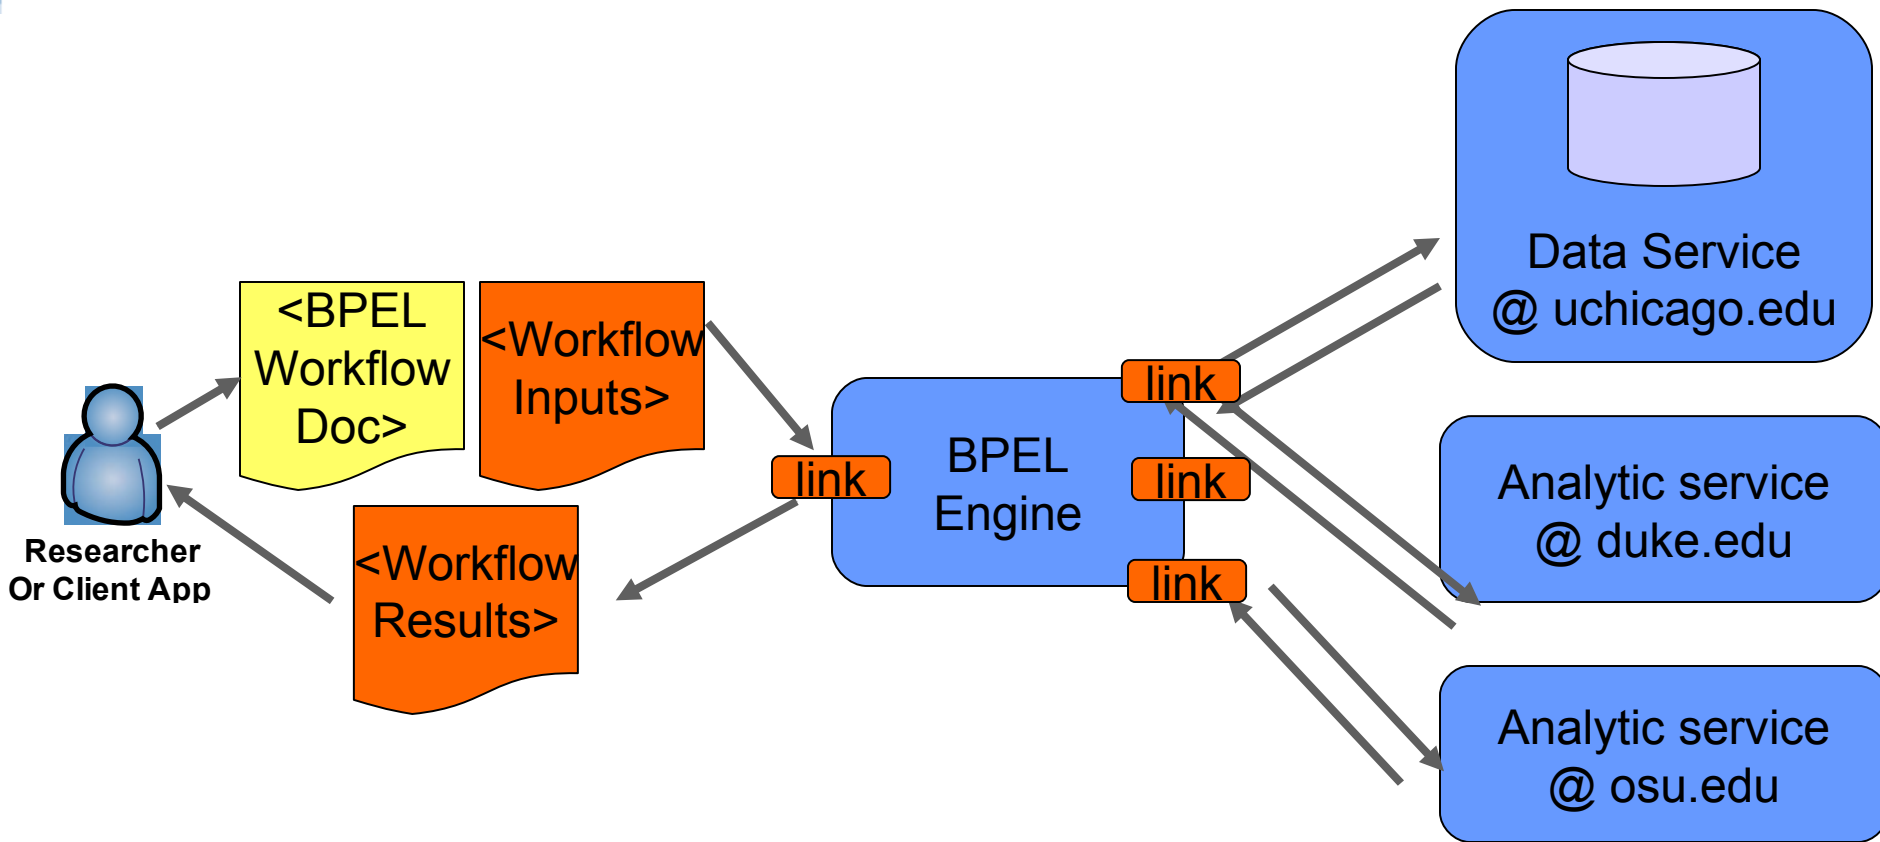 <BPEL
Workflow
Doc>
<Workflow
Inputs>
<Workflow
Results>
Researcher
Or Client App
link
BPEL
Engine
link
link
link
Data Service
@ uchicago.edu
Analytic service
@ duke.edu
Analytic service
@ osu.edu